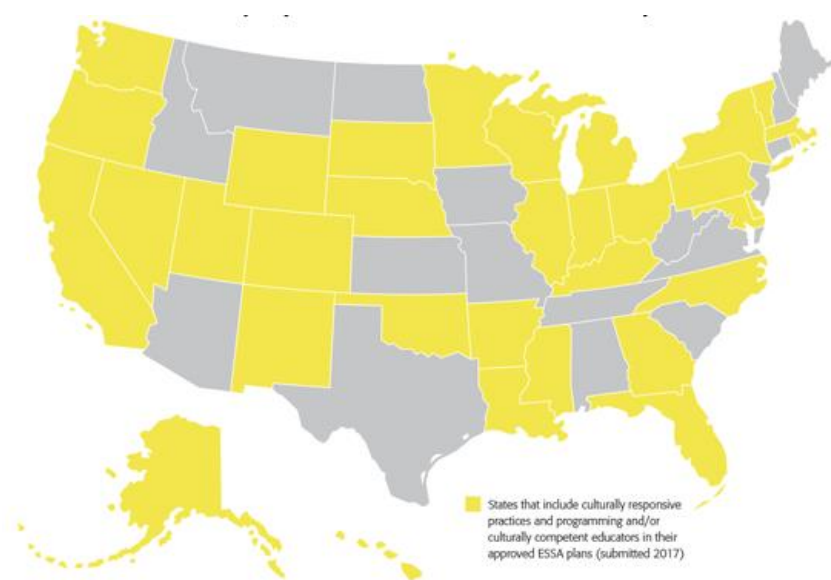 States that include culturally responsive
practices and programming and/or
culturally competent educators in their
approved ESSA plans (submitted 2017)